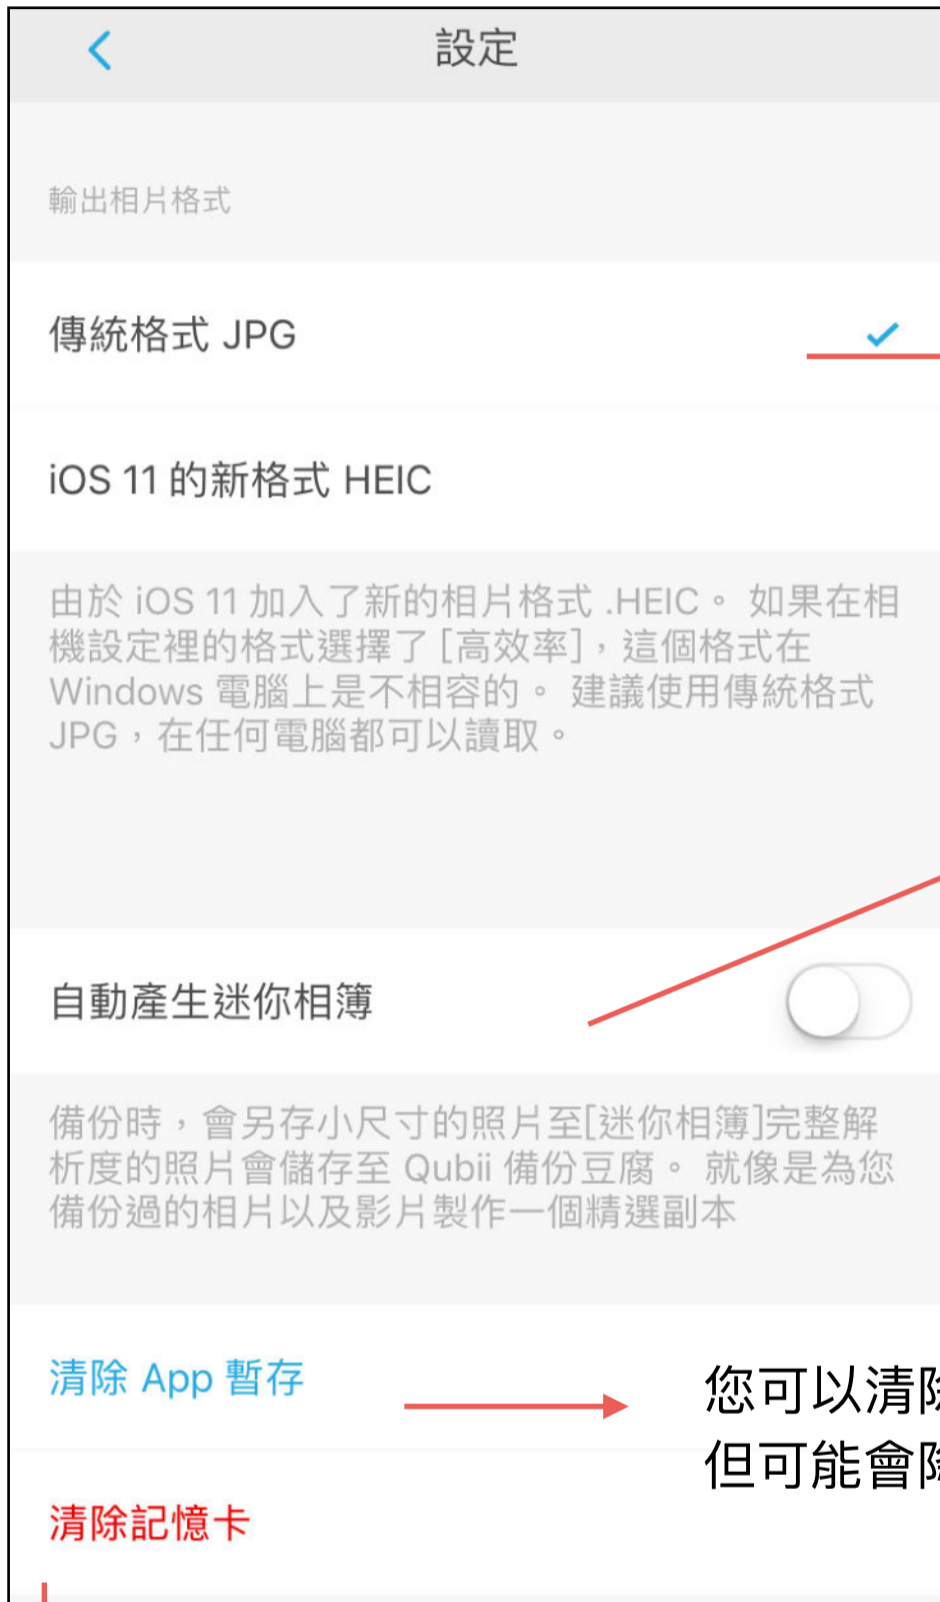 設定
輸出相片格式
傳統格式 JPG
iOS 11 的新格式 HEIC
由於 iOS 11 加入了新的相片格式 .HEIC。 如果在相
機設定裡的格式選擇了 [高效率]，這個格式在
Windows 電腦上是不相容的。 建議使用傳統格式
JPG，在任何電腦都可以讀取。
自動產生迷你相簿
備份時，會另存小尺寸的照片至[迷你相簿]完整解
析度的照片會儲存至 Qubii 備份豆腐。 就像是為您
備份過的相片以及影片製作一個精選副本
清除 App 暫存
您可以清除
但可能會
清除記憶卡